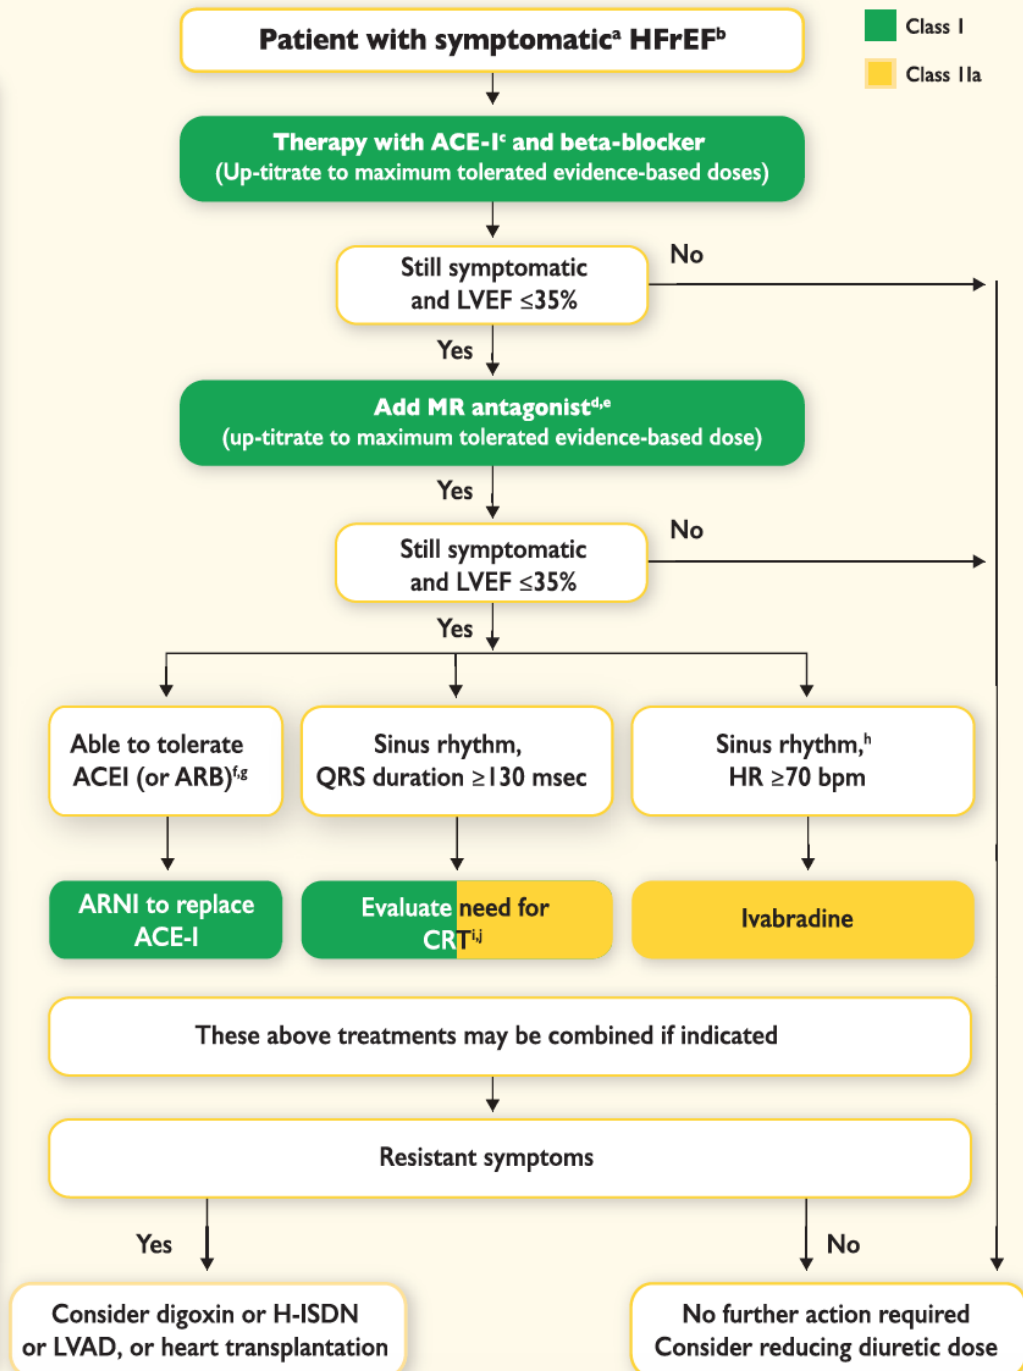 Class I
Class IIa
Patient with symptomaticᵃ HFrEFᵇ
Therapy with ACE-Iᶜ and beta-blocker
(Up-titrate to maximum tolerated evidence-based doses)
Still symptomatic
and LVEF ≤35%
No
Yes
Add MR antagonistᵈ,ᵉ
(up-titrate to maximum tolerated evidence-based dose)
Yes
Still symptomatic
and LVEF ≤35%
No
Yes
Able to tolerate
ACEI (or ARB)ᶠ,ᵍ
Sinus rhythm,
QRS duration ≥130 msec
Sinus rhythm,ʰ
HR ≥70 bpm
ARNI to replace
ACE-I
Evaluate need for
CRTⁱ,ʲ
Ivabradine
These above treatments may be combined if indicated
Resistant symptoms
Yes
No
Consider digoxin or H-ISDN
or LVAD, or heart transplantation
No further action required
Consider reducing diuretic dose